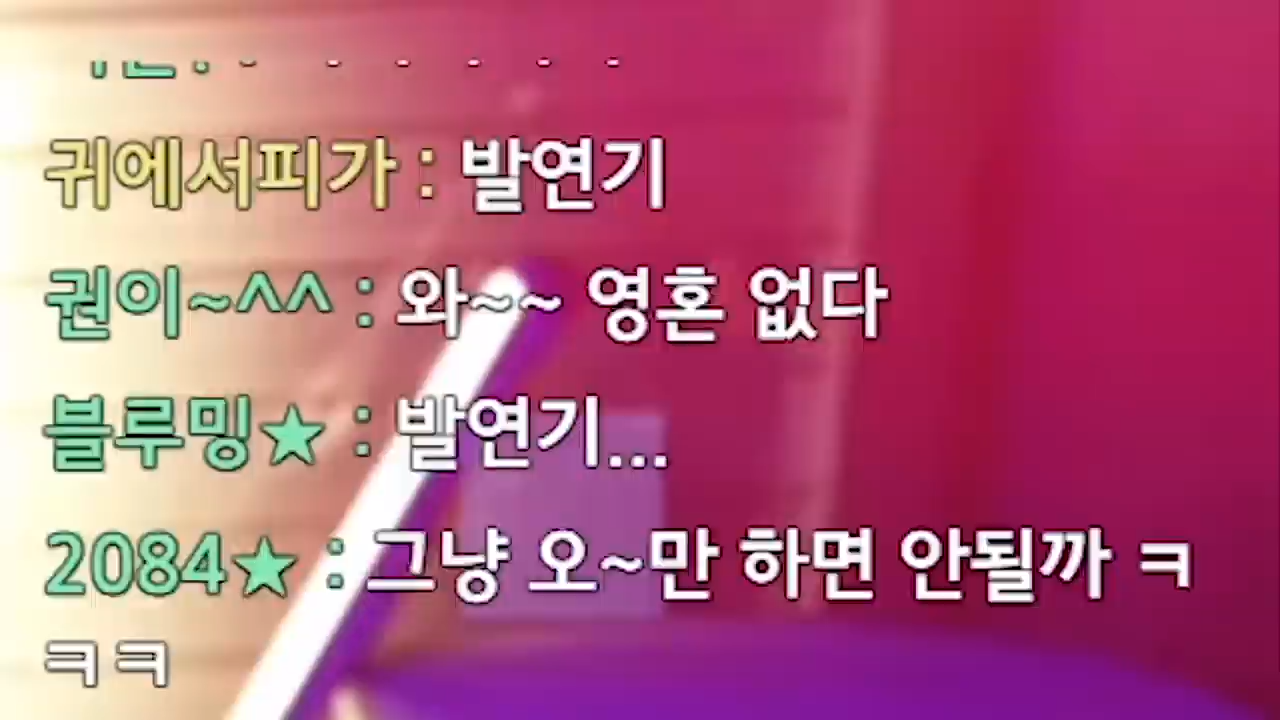 귀에서피가 : 발연기
권이~^^ : 와~~ 영혼 없다
블루밍★ : 발연기...
2084★ : 그냥 오~만 하면 안될까 ㅋ
ㅋㅋ